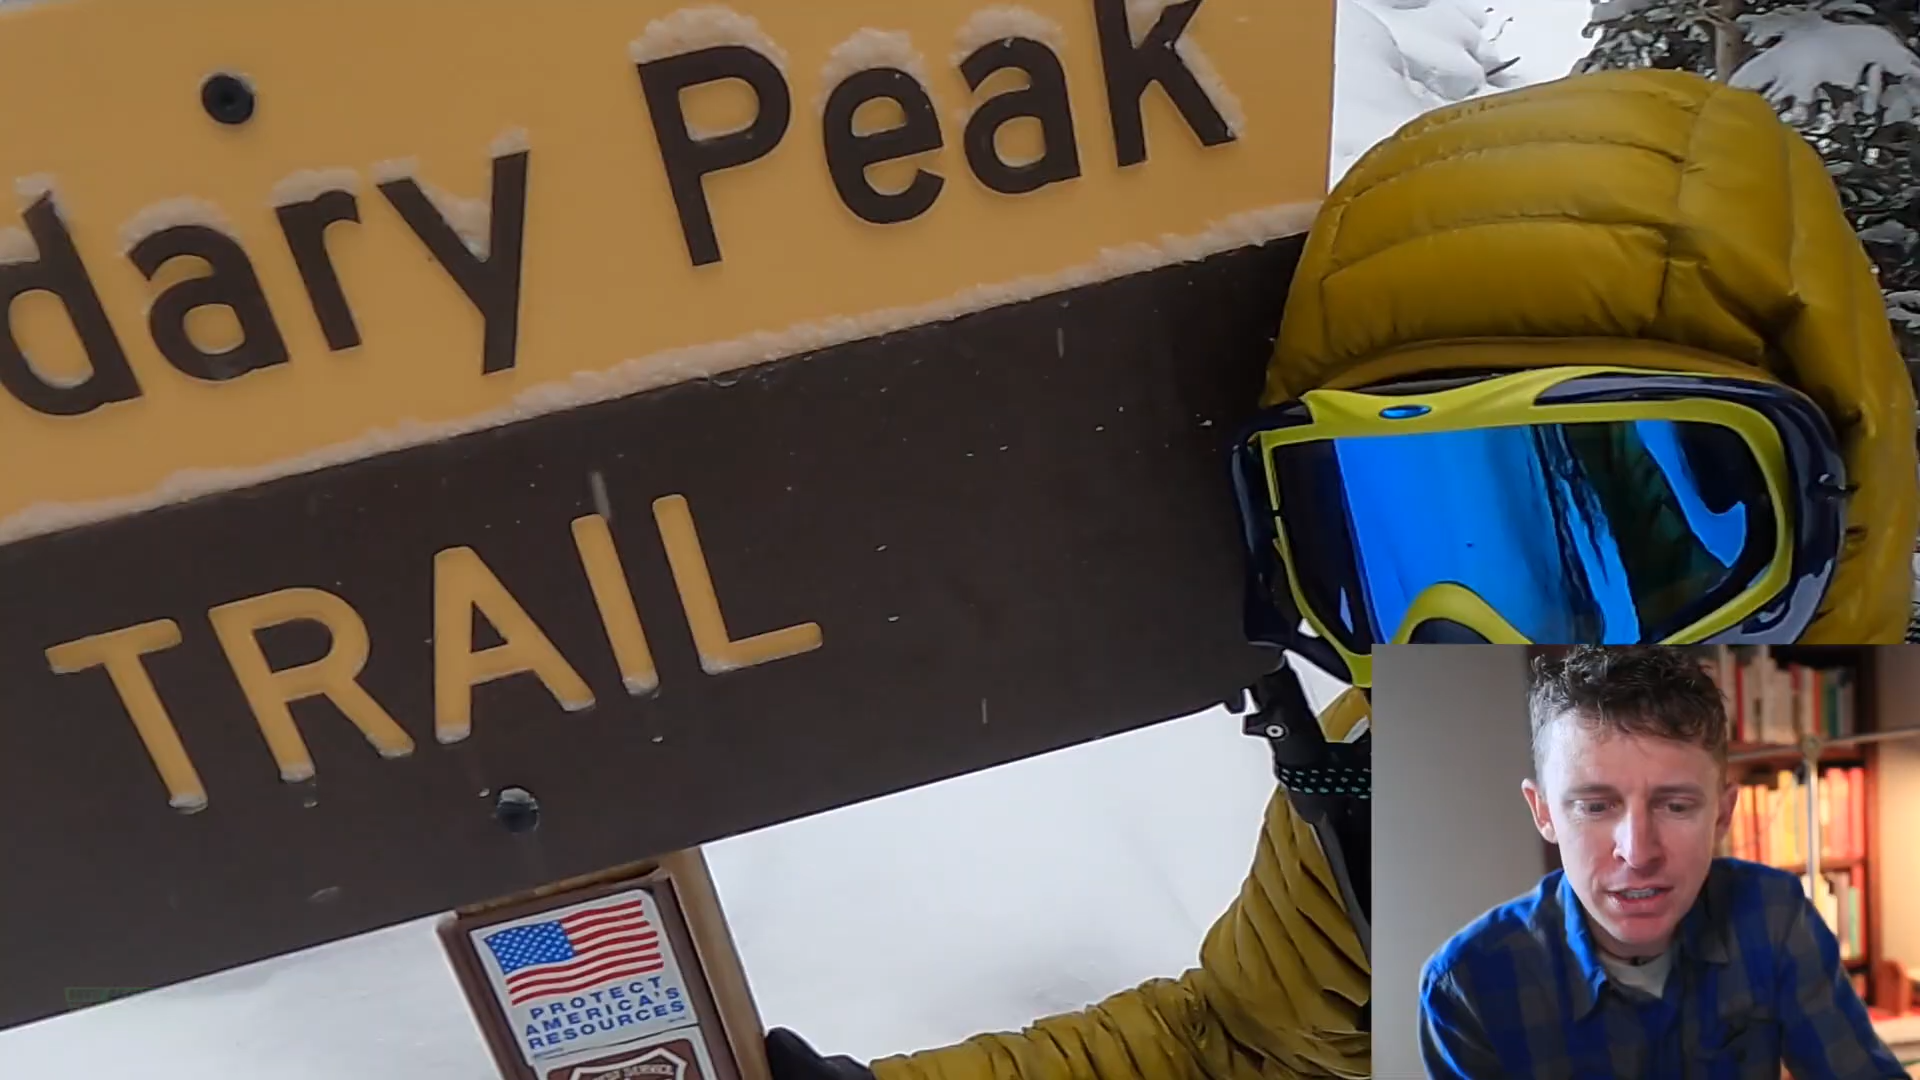 dary Peak
TRAIL
PROTECT
AMERICA'S
RESOURCES